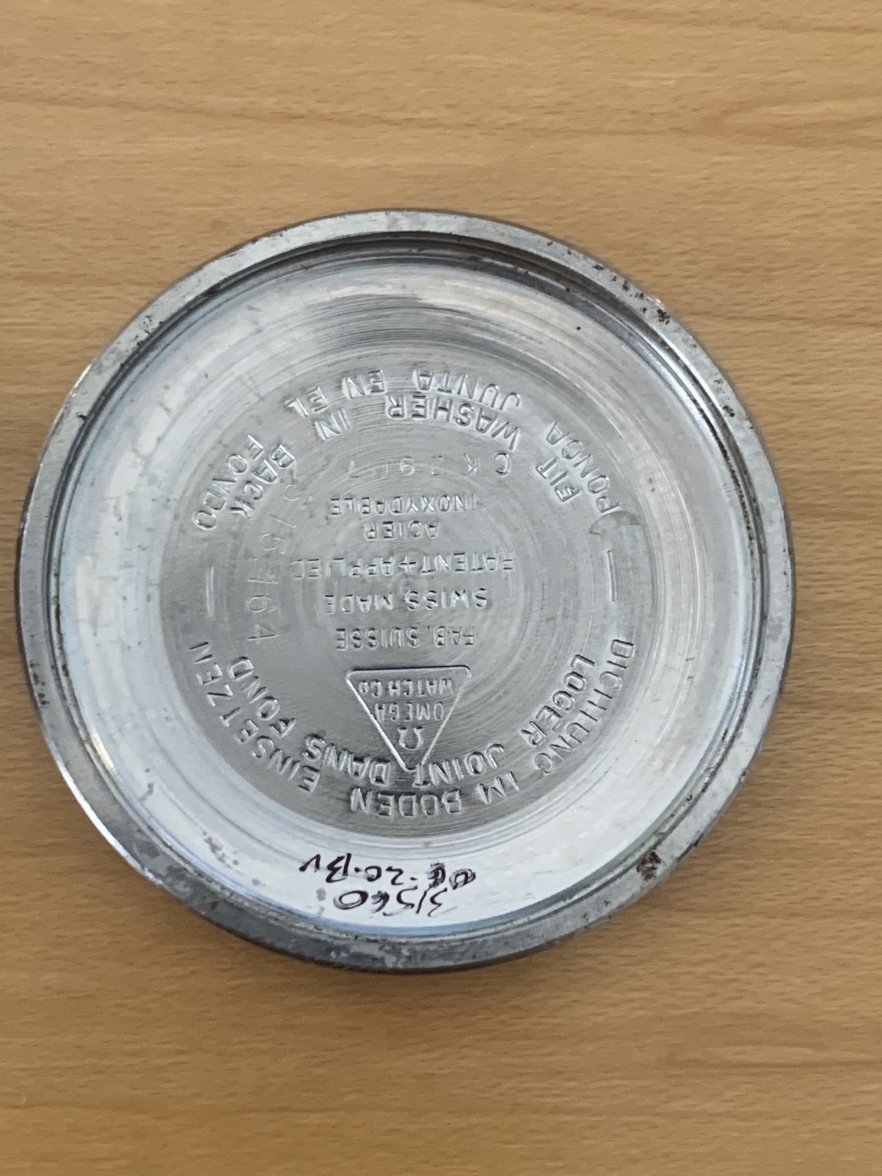 DICHTUNG IM BODEN EINSETZEN
LOGER JOINT DANS FOND
Ω
OMEGA
WATCH Co
FAB. SUISSE
SWISS MADE
PATENT+APPLIED
ACIER
INOXYDABLE
FIT WASHER IN BACK
PONGA JUNTA EN EL FONDO